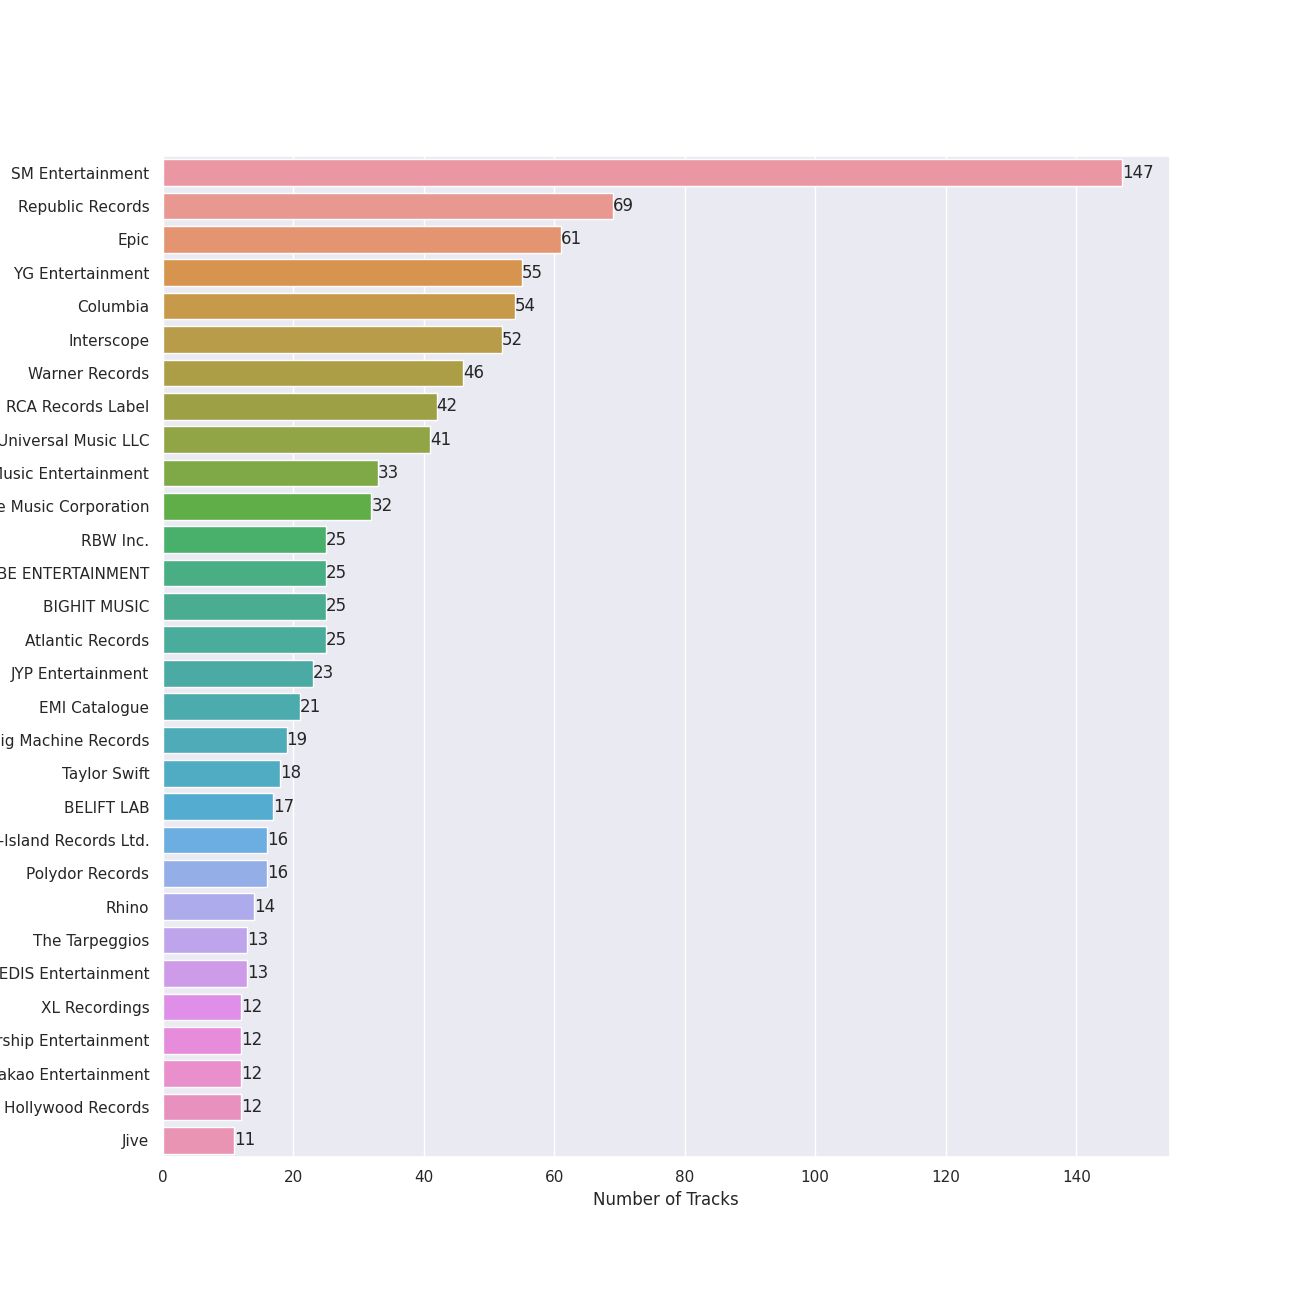 SM Entertainment 147
Republic Records 69
Epic 61
YG Entertainment 55
Columbia 54
Interscope 52
Warner Records 46
RCA Records Label 42
Universal Music LLC 41
Music Entertainment 33
e Music Corporation 32
RBW Inc. 25
BE ENTERTAINMENT 25
BIGHIT MUSIC 25
Atlantic Records 25
JYP Entertainment 23
EMI Catalogue 21
ig Machine Records 19
Taylor Swift 18
BELIFT LAB 17
-Island Records Ltd. 16
Polydor Records 16
Rhino 14
The Tarpeggios 13
EDIS Entertainment 13
XL Recordings 12
rship Entertainment 12
akao Entertainment 12
Hollywood Records 12
Jive 11
0 20 40 60 80 100 120 140
Number of Tracks